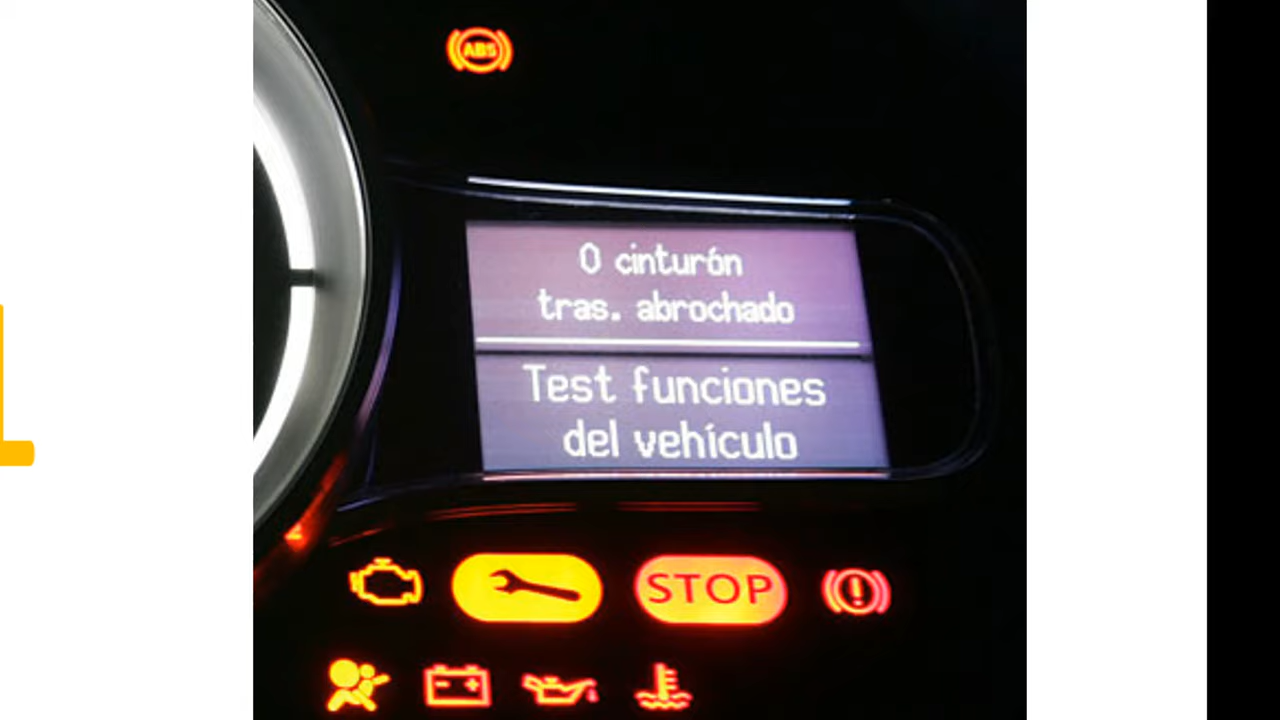 ABS
0 cinturón
tras. abrochado
Test funciones
del vehículo
STOP